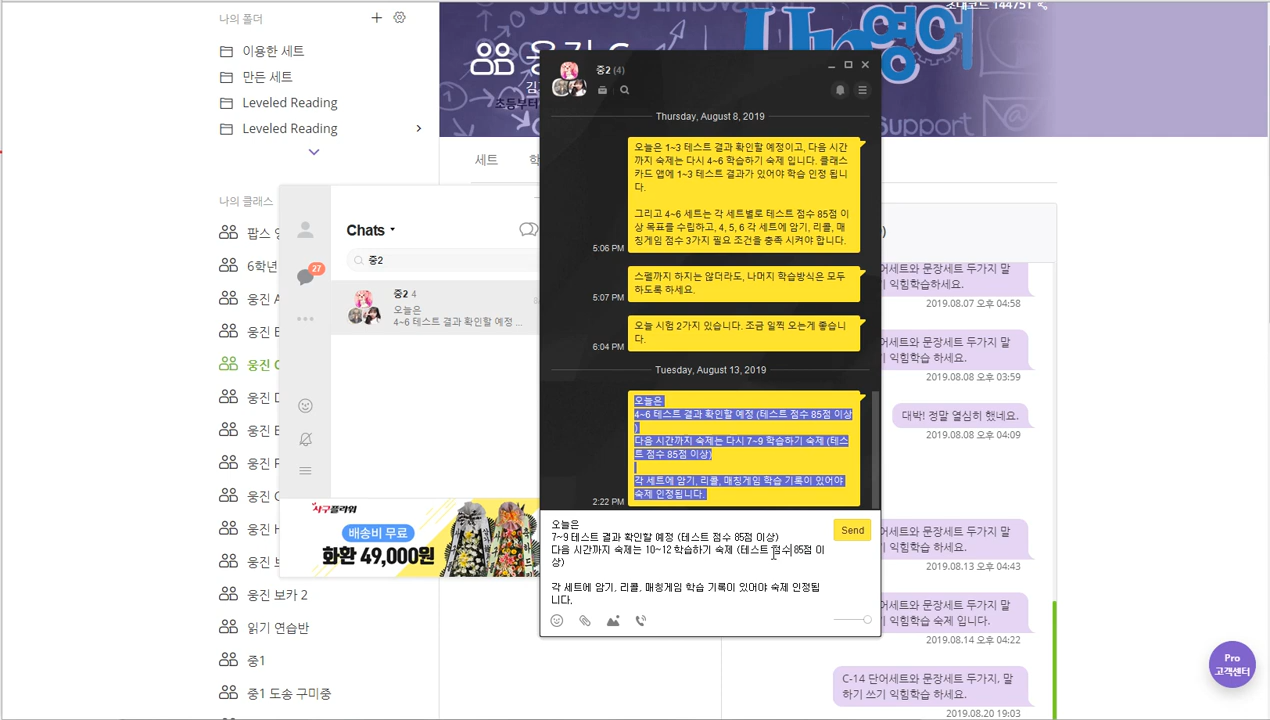 나의 폴더
이용한 세트
만든 세트
Leveled Reading
Leveled Reading
나의 클래스
6학년
중1
중1 도송 구미중
웅진 보카 2
읽기 연습반
초대코드 144751
Strategy
Innovat
영어
Support
세트
Chats
27
중2
중2 4
오늘은
4~6 테스트 결과 확인할 예정 ...
사구플라워
배송비 무료
화환 49,000원
중2 (4)
Thursday, August 8, 2019
오늘은 1~3 테스트 결과 확인할 예정이고, 다음 시간
까지 숙제는 다시 4~6 학습하기 숙제 입니다. 클래스
카드 앱에 1~3 테스트 결과가 있어야 학습 인정 됩니
다.
그리고 4~6 세트는 각 세트별로 테스트 점수 85점 이
상 목표를 수립하고, 4, 5, 6 각 세트에 암기, 리콜, 매
칭게임 점수 3가지 필요 조건을 충족 시켜야 합니다.
5:06 PM
스펠까지 하지는 않더라도, 나머지 학습방식은 모두
하도록 하세요.
5:07 PM
오늘 시험 2가지 있습니다. 조금 일찍 오는게 좋습니
다.
6:04 PM
Tuesday, August 13, 2019
오늘은
4~6 테스트 결과 확인할 예정 (테스트 점수 85점 이상
)
다음 시간까지 숙제는 다시 7~9 학습하기 숙제 (테스
트 점수 85점 이상)
각 세트에 암기, 리콜, 매칭게임 학습 기록이 있어야
숙제 인정됩니다.
2:22 PM
오늘은
7~9 테스트 결과 확인할 예정 (테스트 점수 85점 이상)
다음 시간까지 숙제는 10~12 학습하기 숙제 (테스트 점수 85점 이
상)
각 세트에 암기, 리콜, 매칭게임 학습 기록이 있어야 숙제 인정됩
니다.
Send
어세트와 문장세트 두가지 말
익힘학습하세요.
2019.08.07 오후 04:58
어세트와 문장세트 두가지 말
익힘학습 하세요.
2019.08.08 오후 03:59
대박! 정말 열심히 했네요.
2019.08.08 오후 04:09
어세트와 문장세트 두가지 말
익힘학습 하세요.
2019.08.13 오후 04:43
어세트와 문장세트 두가지 말
익힘학습 숙제 입니다.
2019.08.14 오후 04:22
C-14 단어세트와 문장세트 두가지, 말
하기 쓰기 익힘학습 하세요.
2019.08.20 19:03
Pro
고객센터